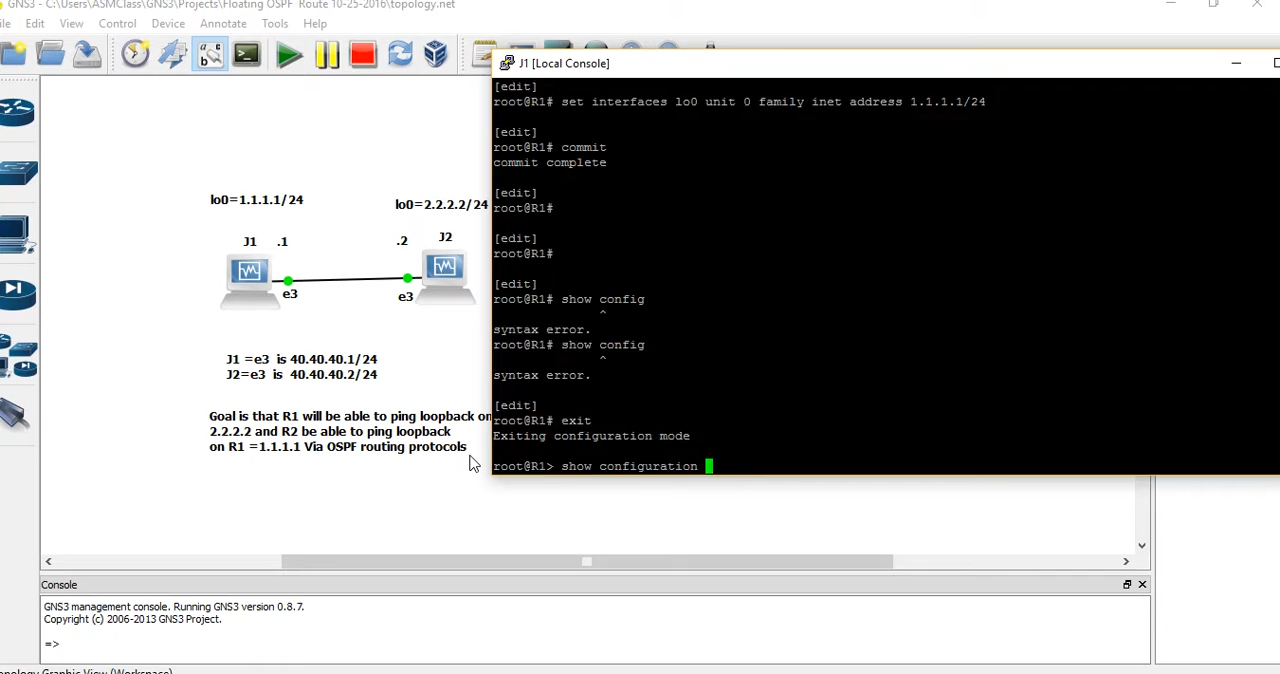 GNS3 - C:\Users\ASMClass\GNS3\Projects\Floating OSPF Route 10-25-2016\topology.net
ile Edit View Control Device Annotate Tools Help
J1 [Local Console]
[edit]
root@R1# set interfaces lo0 unit 0 family inet address 1.1.1.1/24
[edit]
root@R1# commit
commit complete
[edit]
root@R1#
[edit]
root@R1#
[edit]
root@R1# show config
^
syntax error.
root@R1# show config
^
syntax error.
[edit]
root@R1# exit
Exiting configuration mode
root@R1> show configuration
lo0=1.1.1.1/24
lo0=2.2.2.2/24
J1 .1
.2 J2
e3
e3
J1 =e3 is 40.40.40.1/24
J2=e3 is 40.40.40.2/24
Goal is that R1 will be able to ping loopback on
2.2.2.2 and R2 be able to ping loopback
on R1 =1.1.1.1 Via OSPF routing protocols
Console
GNS3 management console. Running GNS3 version 0.8.7.
Copyright (c) 2006-2013 GNS3 Project.
=>
opology Graphic View (Workspace)